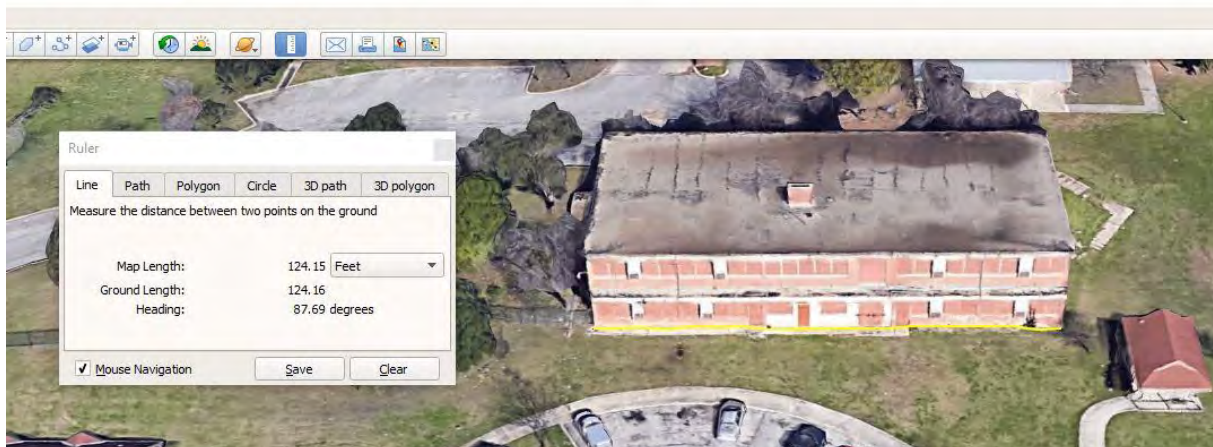 Ruler
Line Path Polygon Circle 3D path 3D polygon
Measure the distance between two points on the ground
Map Length: 124.15 Feet
Ground Length: 124.16
Heading: 87.69 degrees
Mouse Navigation Save Clear